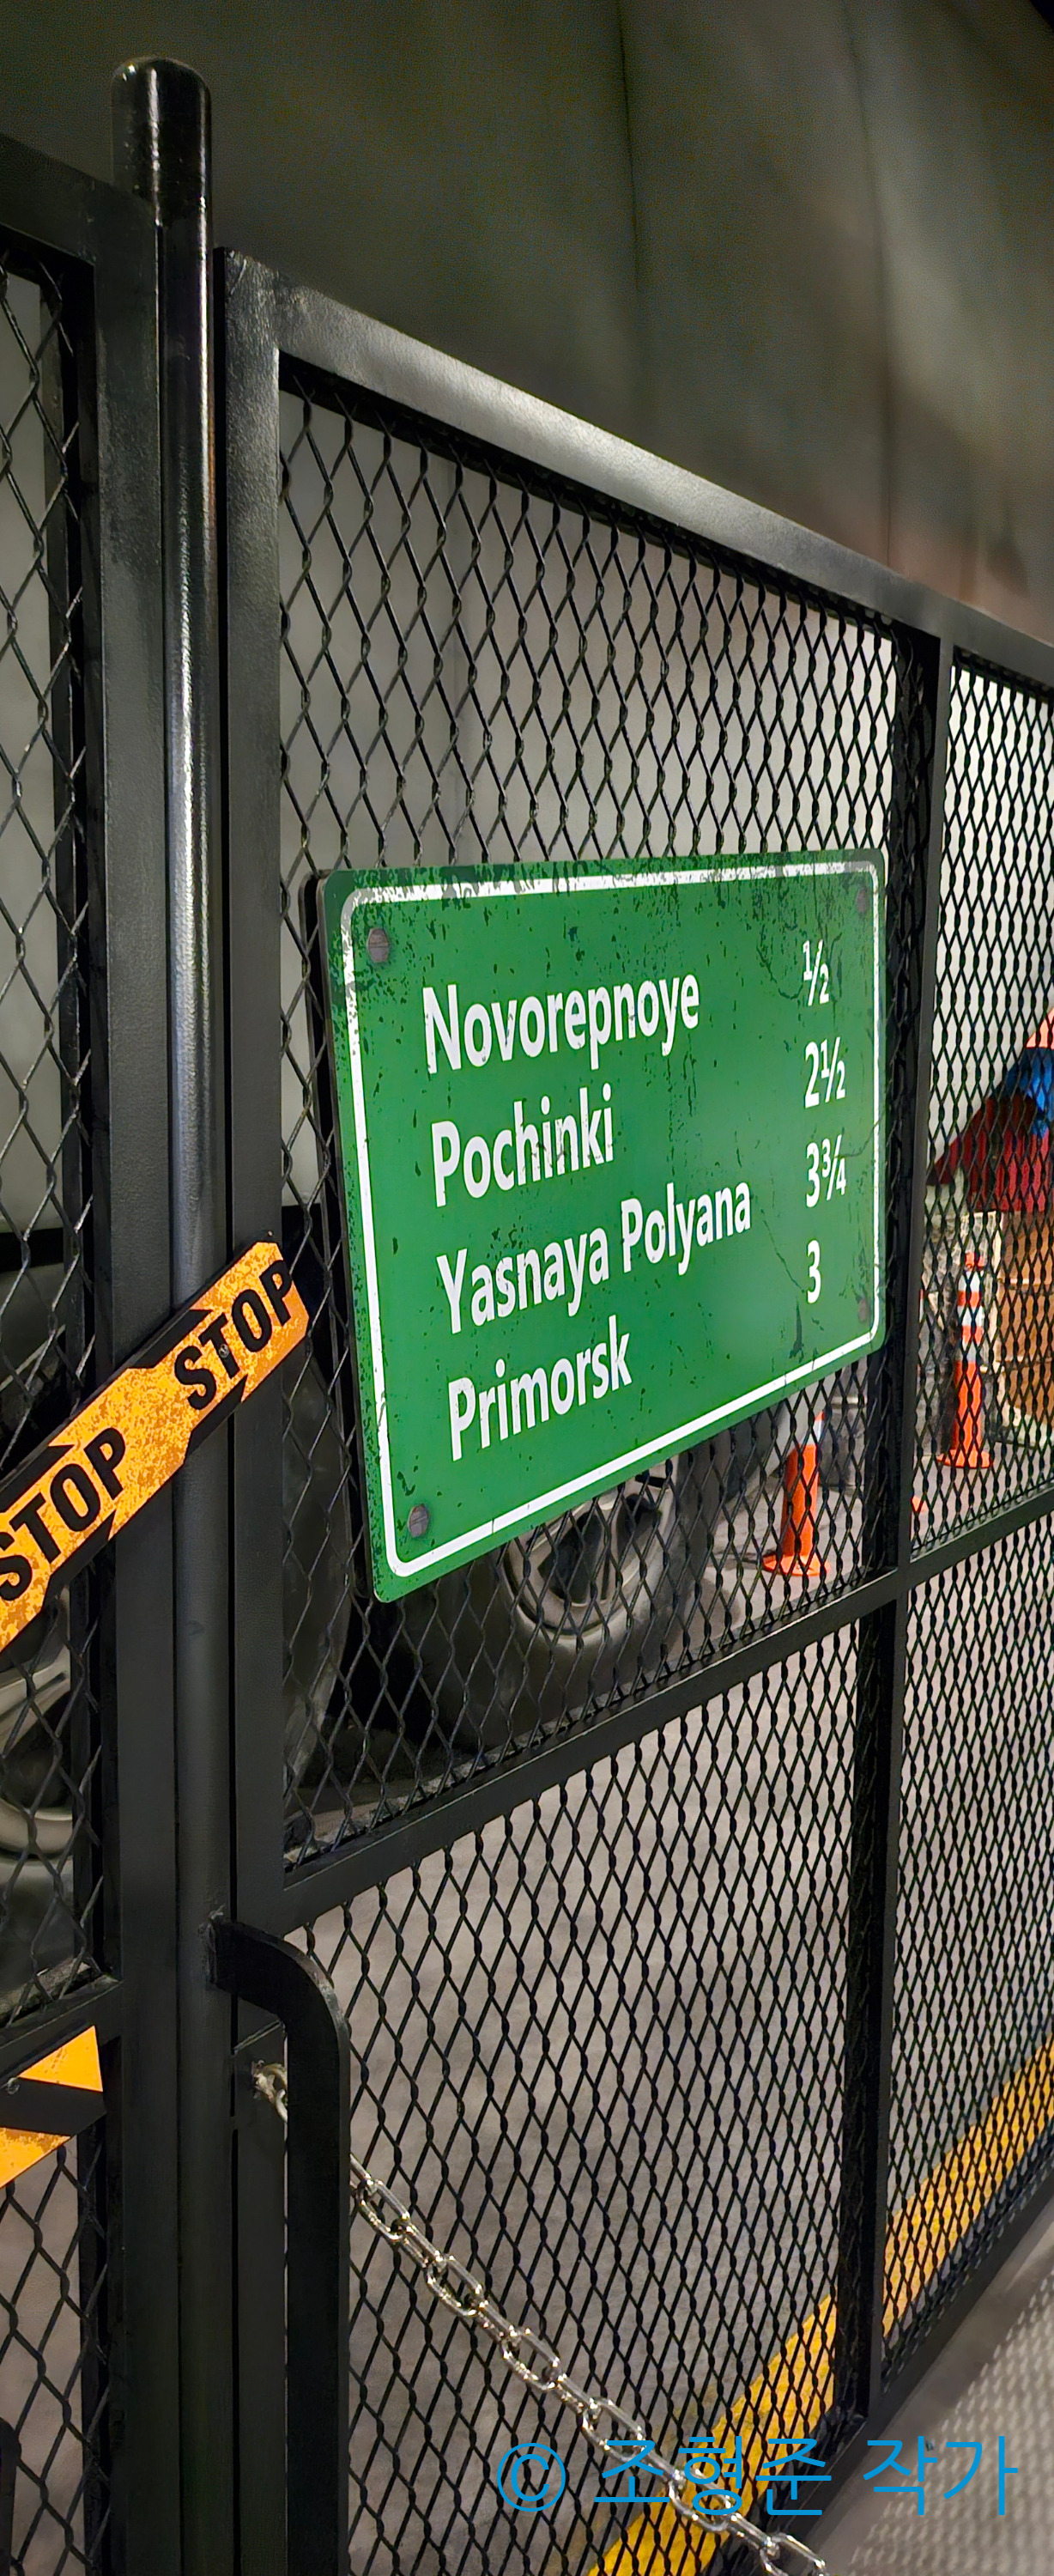 Novorepnoye ½
Pochinki 2½
Yasnaya Polyana 3¾
Primorsk 3
STOP STOP
© 조형준 작가